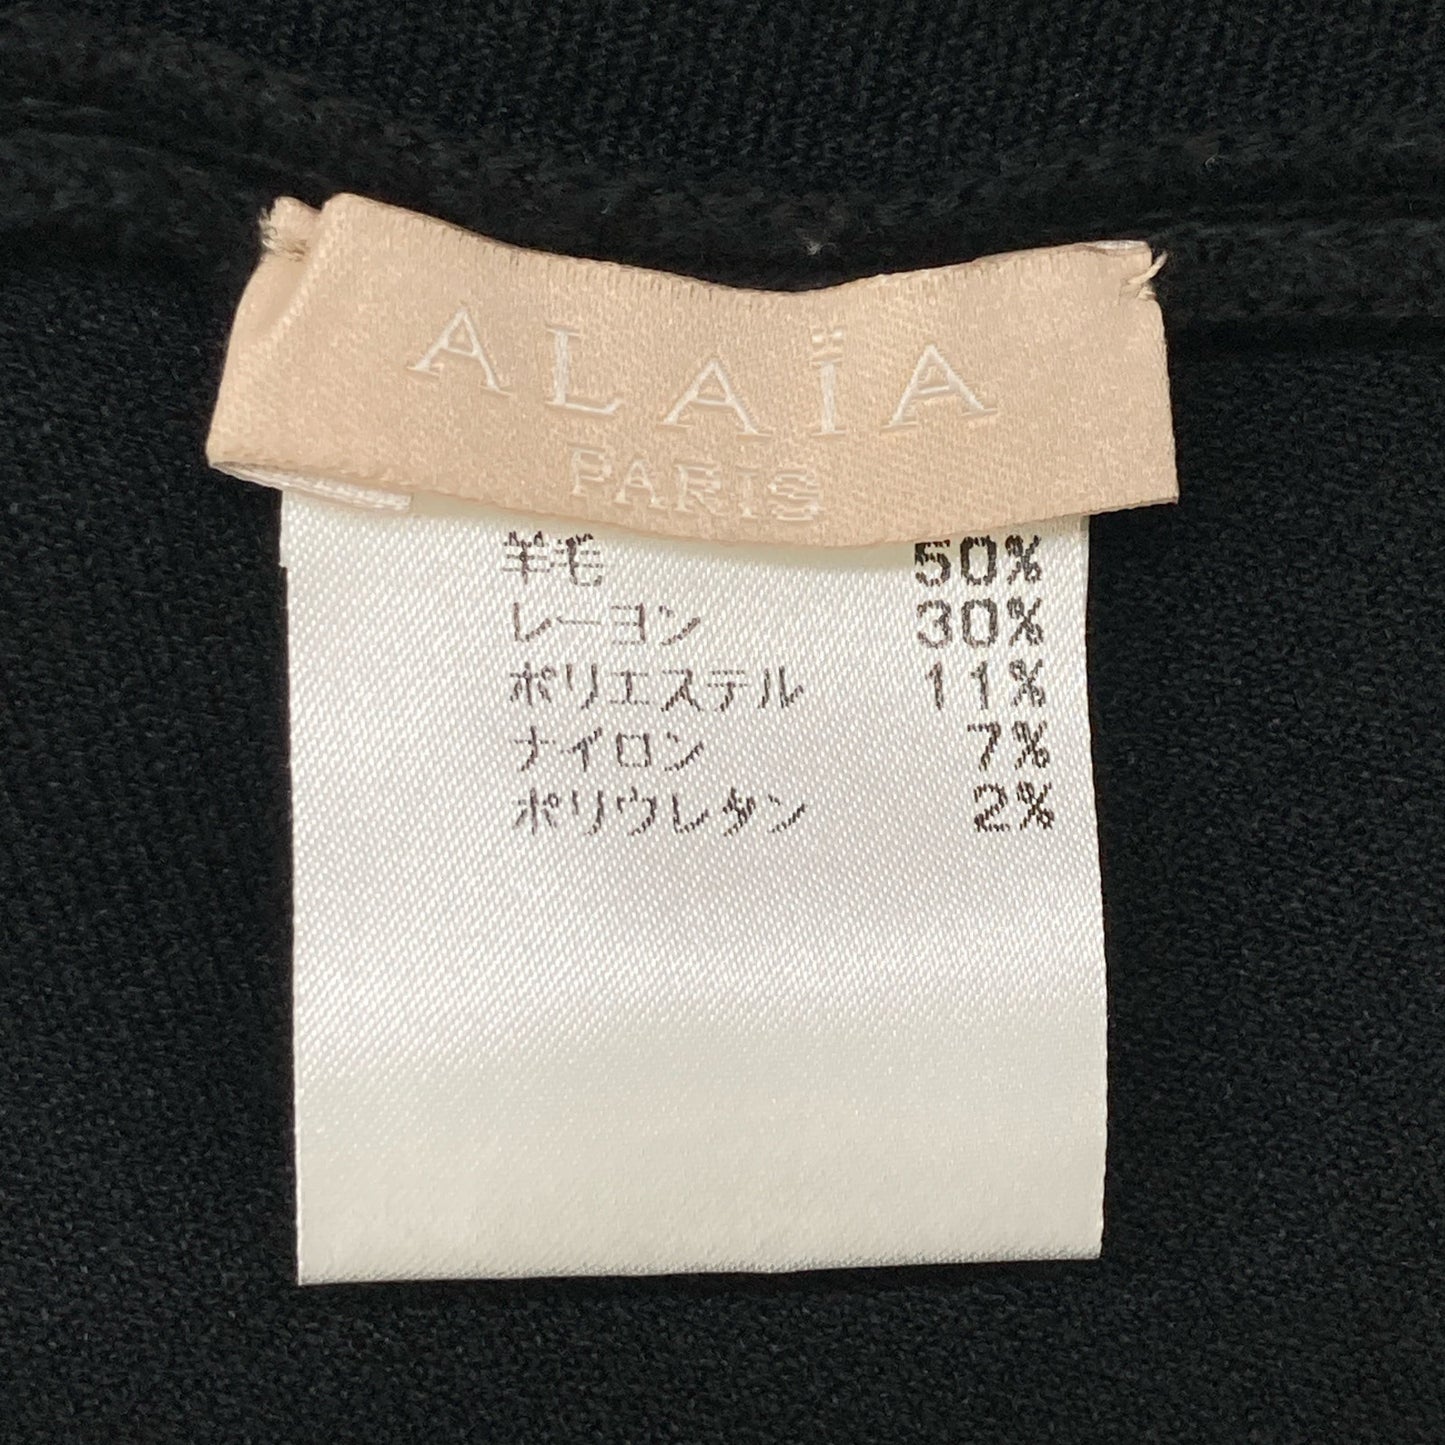 ALAÏA
PARIS
羊毛 50%
レーヨン 30%
ポリエステル 11%
ナイロン 7%
ポリウレタン 2%